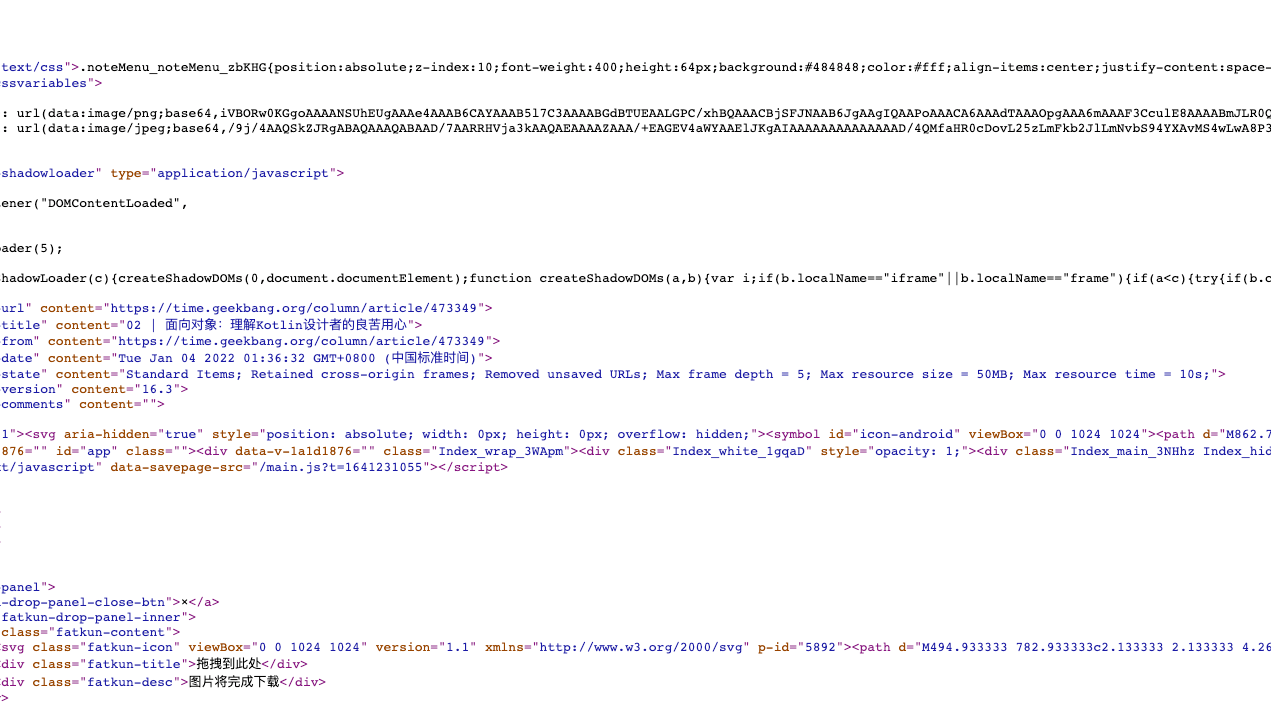 text/css">.noteMenu_noteMenu_zbKHG{position:absolute;z-index:10;font-weight:400;height:64px;background:#484848;color:#fff;align-items:center;justify-content:space-
ssvariables">
: url(data:image/png;base64,iVBORw0KGgoAAAANSUhEUgAAAe4AAAB6CAYAAAB5l7C3AAAABGdBTUEAALGPC/xhBQAAACBjSFJNAAB6JgAAgIQAAPoAAACA6AAAdTAAAOpgAAA6mAAAF3CculE8AAAABmJLR0Q
: url(data:image/jpeg;base64,/9j/4AAQSkZJRgABAQAAAQABAAD/7AARRHVja3kAAQAEAAAAZAAA/+EAGEV4aWYAAElJKgAIAAAAAAAAAAAAAAD/4QMfaHR0cDovL25zLmFkb2JlLmNvbS94YXAvMS4wLwA8P3
shadowloader" type="application/javascript">
ener("DOMContentLoaded",
ader(5);
hadowLoader(c){createShadowDOMs(0,document.documentElement);function createShadowDOMs(a,b){var i;if(b.localName=="iframe"||b.localName=="frame"){if(a<c){try{if(b.c
url" content="https://time.geekbang.org/column/article/473349">
title" content="02 | 面向对象：理解Kotlin设计者的良苦用心">
from" content="https://time.geekbang.org/column/article/473349">
date" content="Tue Jan 04 2022 01:36:32 GMT+0800 (中国标准时间)">
state" content="Standard Items; Retained cross-origin frames; Removed unsaved URLs; Max frame depth = 5; Max resource size = 50MB; Max resource time = 10s;">
version" content="16.3">
comments" content="">
1"><svg aria-hidden="true" style="position: absolute; width: 0px; height: 0px; overflow: hidden;"><symbol id="icon-android" viewBox="0 0 1024 1024"><path d="M862.7
876="" id="app" class=""><div data-v-1a1d1876="" class="Index_wrap_3WApm"><div class="Index_white_1gqaD" style="opacity: 1;"><div class="Index_main_3NHhz Index_hid
xt/javascript" data-savepage-src="/main.js?t=1641231055"></script>
panel">
-drop-panel-close-btn">×</a>
fatkun-drop-panel-inner">
class="fatkun-content">
svg class="fatkun-icon" viewBox="0 0 1024 1024" version="1.1" xmlns="http://www.w3.org/2000/svg" p-id="5892"><path d="M494.933333 782.933333c2.133333 2.133333 4.26
div class="fatkun-title">拖拽到此处</div>
div class="fatkun-desc">图片将完成下载</div>
>